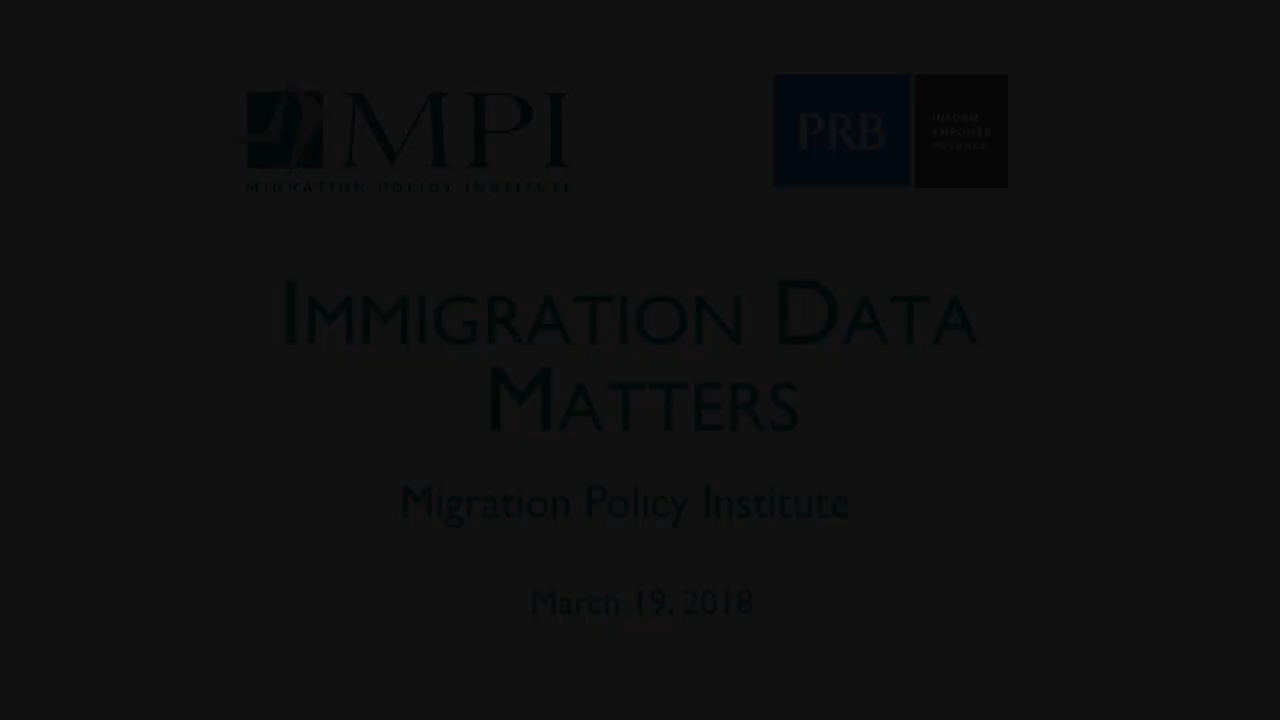 MPI
MIGRATION POLICY INSTITUTE
PRB
INFORM
EMPOWER
ADVANCE
IMMIGRATION DATA
MATTERS
Migration Policy Institute
March 19, 2018